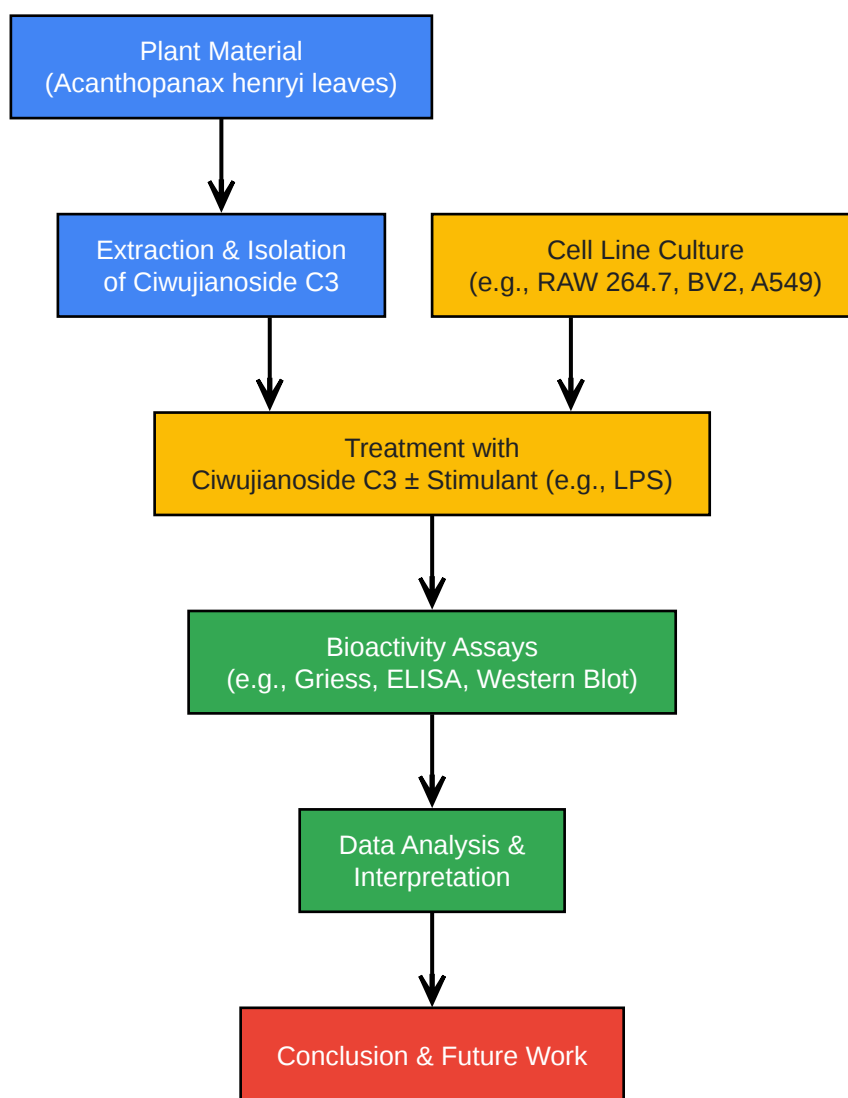 Plant Material
(Acanthopanax henryi leaves)
Extraction & Isolation
of Ciwujianoside C3
Cell Line Culture
(e.g., RAW 264.7, BV2, A549)
Treatment with
Ciwujianoside C3 ± Stimulant (e.g., LPS)
Bioactivity Assays
(e.g., Griess, ELISA, Western Blot)
Data Analysis &
Interpretation
Conclusion & Future Work